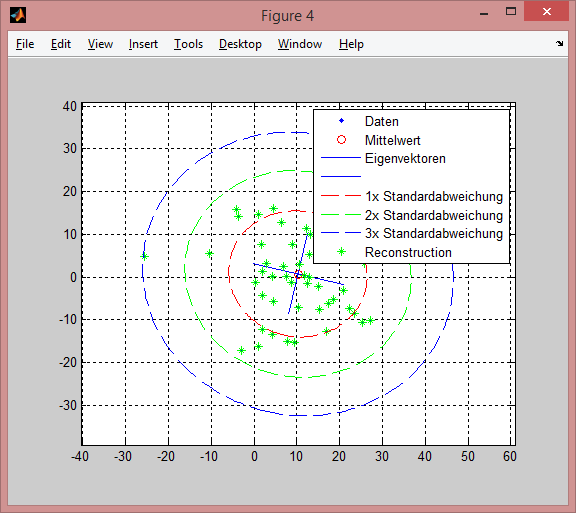 Figure 4
File Edit View Insert Tools Desktop Window Help
40
30
20
10
0
-10
-20
-30
-40 -30 -20 -10 0 10 20 30 40 50 60
Daten
Mittelwert
Eigenvektoren
1x Standardabweichung
2x Standardabweichung
3x Standardabweichung
Reconstruction